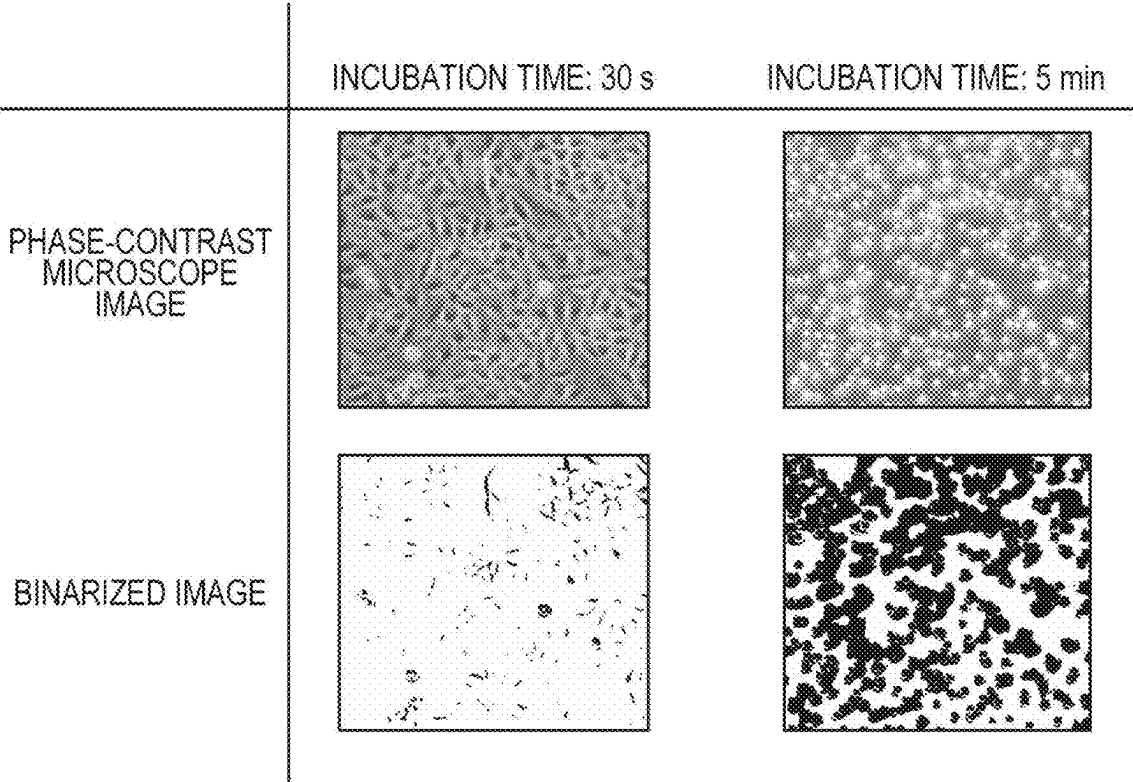 INCUBATION TIME: 30 s
INCUBATION TIME: 5 min
PHASE-CONTRAST
MICROSCOPE
IMAGE
BINARIZED IMAGE